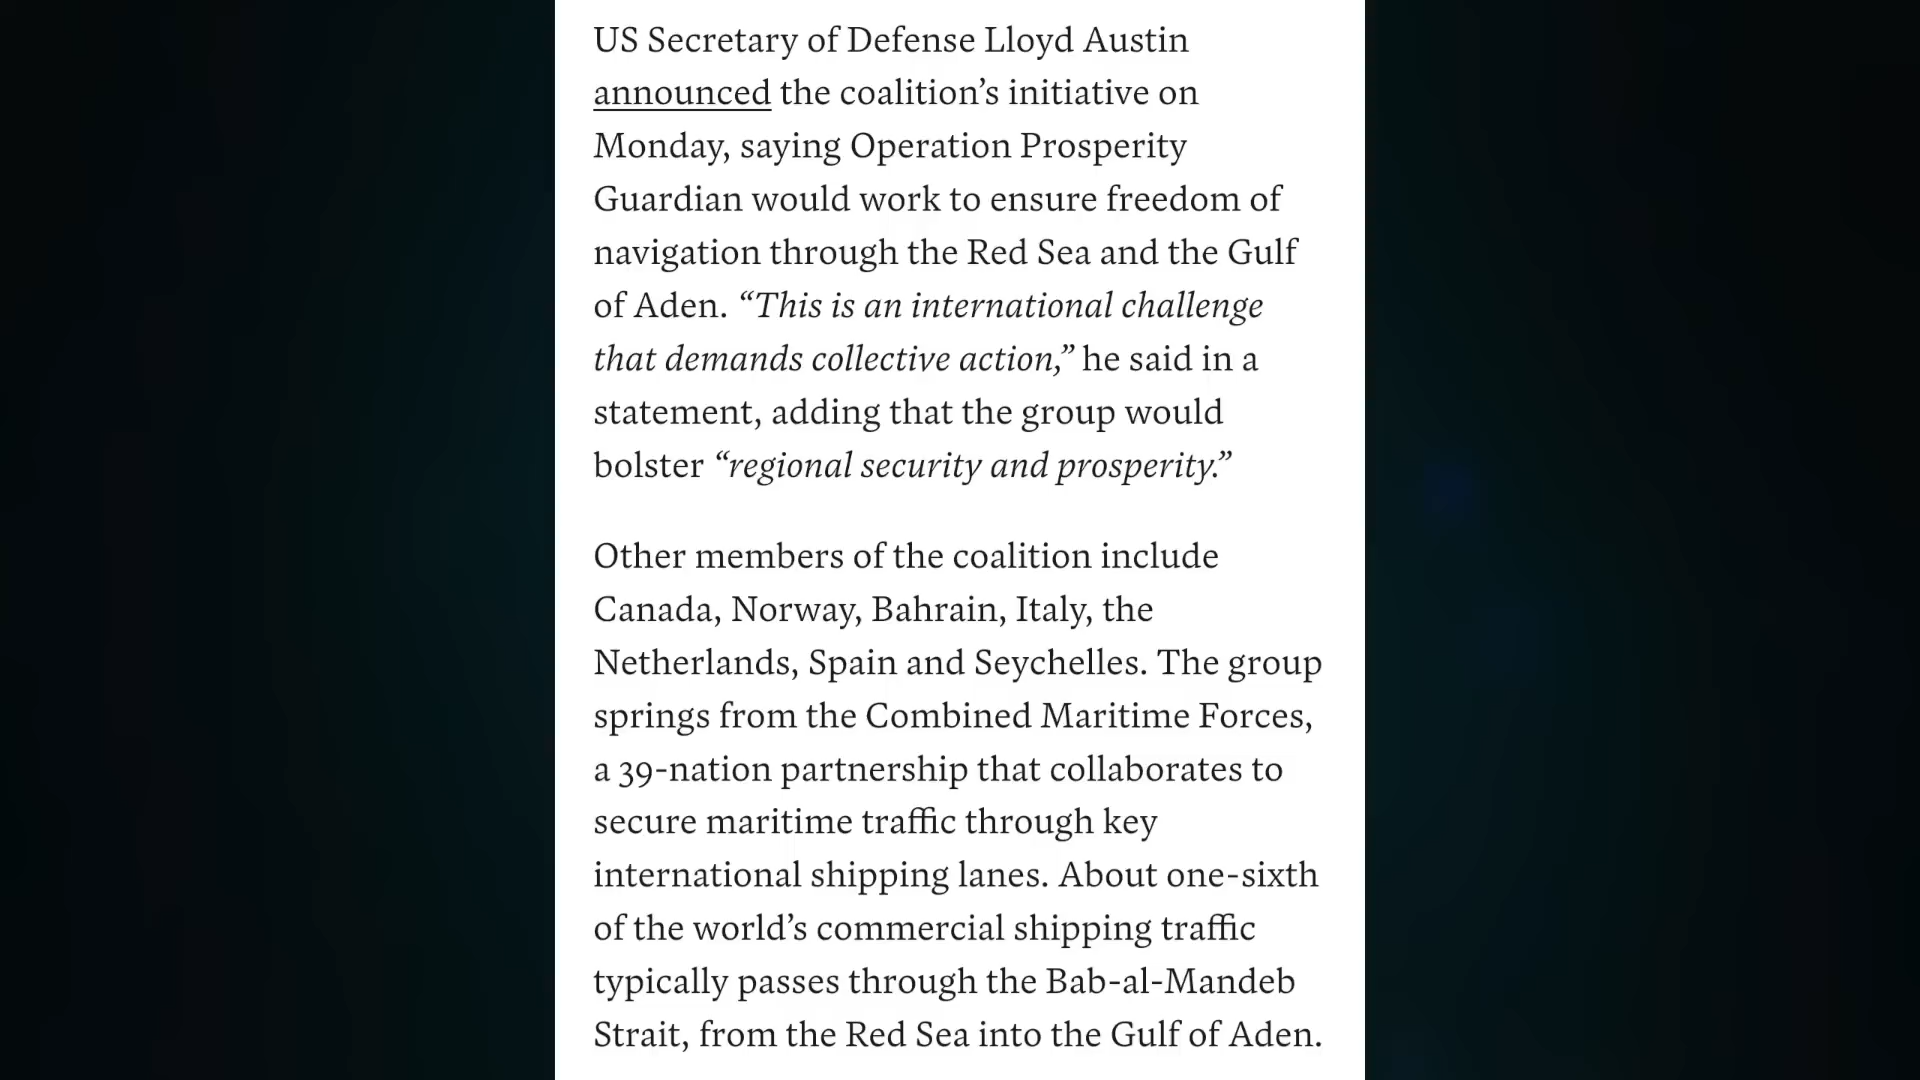 US Secretary of Defense Lloyd Austin
announced the coalition’s initiative on
Monday, saying Operation Prosperity
Guardian would work to ensure freedom of
navigation through the Red Sea and the Gulf
of Aden. “This is an international challenge
that demands collective action,” he said in a
statement, adding that the group would
bolster “regional security and prosperity.”
Other members of the coalition include
Canada, Norway, Bahrain, Italy, the
Netherlands, Spain and Seychelles. The group
springs from the Combined Maritime Forces,
a 39-nation partnership that collaborates to
secure maritime traffic through key
international shipping lanes. About one-sixth
of the world’s commercial shipping traffic
typically passes through the Bab-al-Mandeb
Strait, from the Red Sea into the Gulf of Aden.